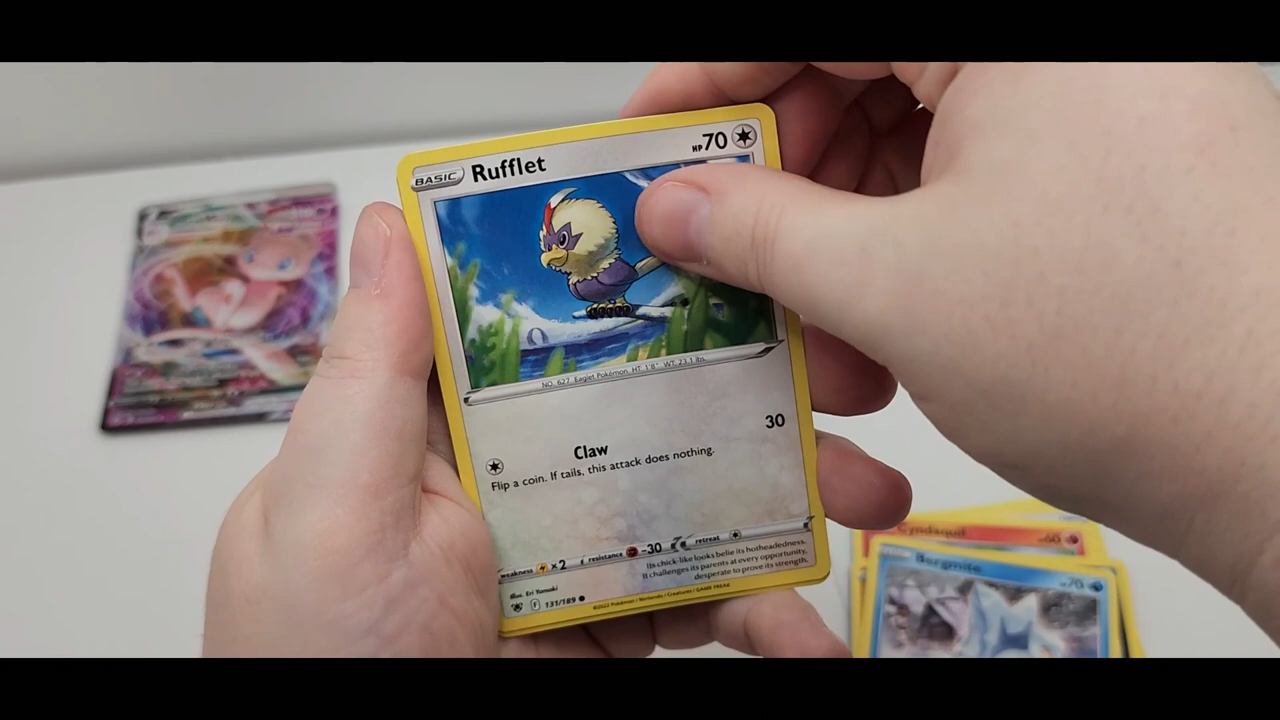 BASIC Rufflet HP 70
NO. 627 Eaglet Pokémon HT: 1'8" WT: 23.1 lbs.
Claw 30
Flip a coin. If tails, this attack does nothing.
weakness ×2 resistance -30 retreat
Its chick-like looks belie its hotheadedness.
It challenges its parents at every opportunity,
desperate to prove its strength.
Illus. Eri Yamaki
F 131/189
©2022 Pokémon / Nintendo / Creatures / GAME FREAK
Cyndaquil 60
Bergmite 70